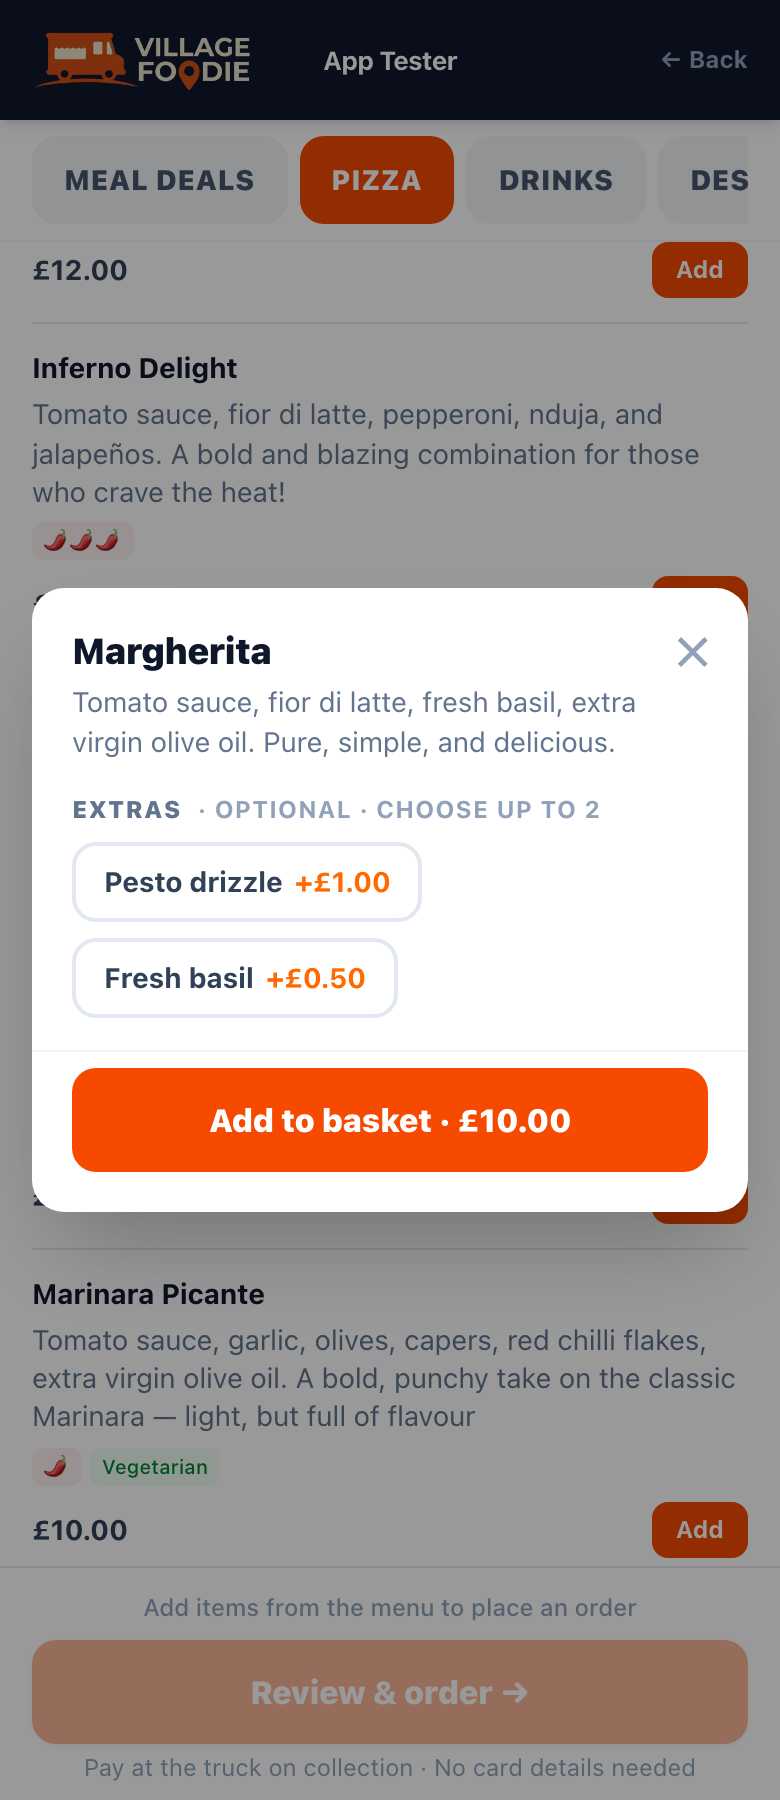 VILLAGE
FOODIE
App Tester
← Back
MEAL DEALS
PIZZA
DRINKS
DES
£12.00
Add
Inferno Delight
Tomato sauce, fior di latte, pepperoni, nduja, and
jalapeños. A bold and blazing combination for those
who crave the heat!
Margherita
Tomato sauce, fior di latte, fresh basil, extra
virgin olive oil. Pure, simple, and delicious.
EXTRAS · OPTIONAL · CHOOSE UP TO 2
Pesto drizzle +£1.00
Fresh basil +£0.50
Add to basket · £10.00
Marinara Picante
Tomato sauce, garlic, olives, capers, red chilli flakes,
extra virgin olive oil. A bold, punchy take on the classic
Marinara — light, but full of flavour
Vegetarian
£10.00
Add
Add items from the menu to place an order
Review & order →
Pay at the truck on collection · No card details needed